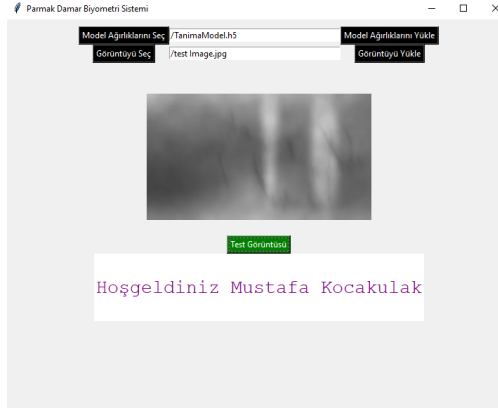 Parmak Damar Biyometri Sistemi
Model Ağırlıklarını Seç /TanimaModel.h5 Model Ağırlıklarını Yükle
Görüntüyü Seç /test Image.jpg Görüntüyü Yükle
Test Görüntüsü
Hoşgeldiniz Mustafa Kocakulak